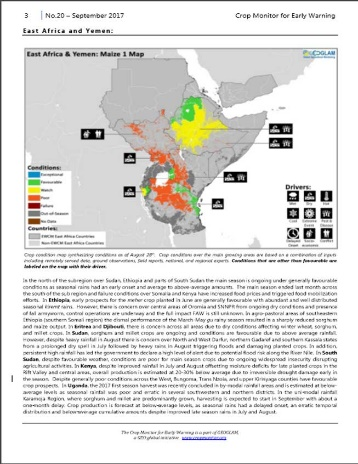 3 | No.20 – September 2017 Crop Monitor for Early Warning
East Africa and Yemen:
East Africa & Yemen: Maize 1 Map
GEOGLAM
Conditions:
Exceptional
Favourable
Watch
Poor
Failure
Out-of-Season
No Data
Countries:
EWCM East Africa Countries
Non-EWCM East Africa Countries
Drivers:
Wet
Dry
Hot
Cool
Extreme Event
Delayed Onset
Socio-economic
Conflict
Crop condition map synthesizing conditions as of August 28th. Crop conditions over the main growing areas are based on a combination of inputs
including remotely sensed data, ground observations, field reports, national, and regional experts. Conditions that are other than favourable are
labeled on the map with their driver.
In the north of the subregion over Sudan, Ethiopia and parts of South Sudan the main season is ongoing under generally favourable
conditions as seasonal rains had an early onset and average to above-average amounts. The main season ended last month across
the south of the sub region and failure conditions over Somalia and Kenya have increased food prices and triggered food mobilization
efforts. In Ethiopia, early prospects for the meher crop planted in June are generally favourable with abundant and well distributed
seasonal Kiremt rains. However, there is concern over central areas of Oromia and SNNPR from ongoing dry conditions and presence
of fall armyworm, control operations are underway and the full impact FAW is still unknown. In agro-pastoral areas of southeastern
Ethiopia (southern Somali region) the dismal performance of the March-May gu rainy season resulted in a sharply reduced sorghum
and maize output. In Eritrea and Djibouti, there is concern across all areas due to dry conditions affecting winter wheat, sorghum,
and millet crops. In Sudan, sorghum and millet crops are ongoing and conditions are favourable due to above average rainfall.
However, despite heavy rainfall in August there is concern over North and West Darfur, northern Gadaref and southern Kassala states
from a prolonged dry spell in July followed by heavy rains in August triggering floods and damaging planted crops. In addition,
persistent high rainfall has led the government to declare a high level of alert due to potential flood risk along the River Nile. In South
Sudan, despite favourable weather, conditions are poor for main season crops due to ongoing widespread insecurity disrupting
agricultural activities. In Kenya, despite improved rainfall in July and August offsetting moisture deficits for late planted crops in the
Rift Valley and central areas, overall production is estimated at 20-30% below average due to irreversible drought damage early in
the season. Despite generally poor conditions across the West, Bungoma, Trans Nzoia, and upper Kirinyaga counties have favourable
crop prospects. In Uganda, the 2017 first season harvest was recently concluded in by modal rainfall areas and is estimated at below-
average levels as seasonal rainfall was poor and erratic in several southwestern and northern districts. In the uni-modal rainfall
Karamoja Region, where sorghum and millet are predominantly grown, harvesting is expected to start in September with about a
one-month delay. Crop production is forecast at below-average levels, as seasonal rains had a delayed onset, an erratic temporal
distribution and below-average cumulative amounts despite improved late season rains in July and August.
The Crop Monitor for Early Warning is a part of GEOGLAM,
a GEO global initiative.